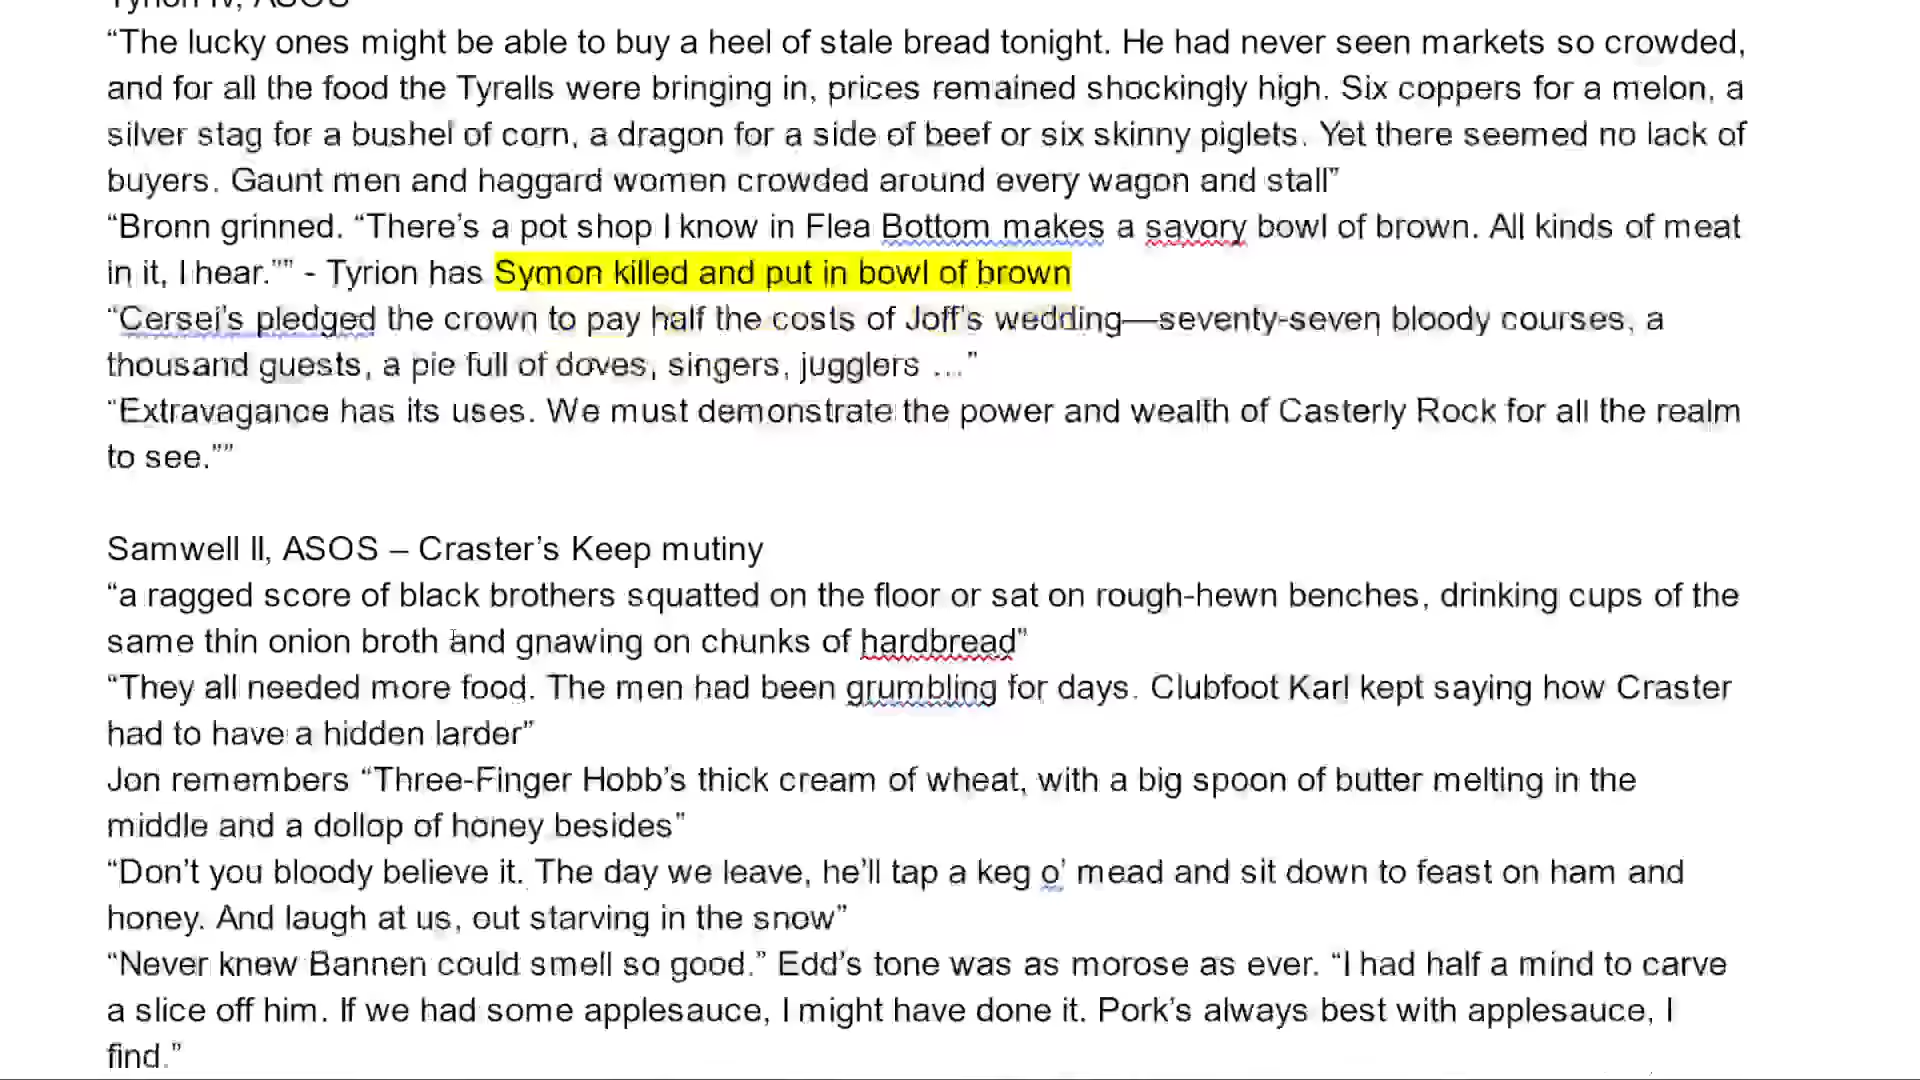 Tyrion IV, ASOS
“The lucky ones might be able to buy a heel of stale bread tonight. He had never seen markets so crowded,
and for all the food the Tyrells were bringing in, prices remained shockingly high. Six coppers for a melon, a
silver stag for a bushel of corn, a dragon for a side of beef or six skinny piglets. Yet there seemed no lack of
buyers. Gaunt men and haggard women crowded around every wagon and stall”
“Bronn grinned. “There’s a pot shop I know in Flea Bottom makes a savory bowl of brown. All kinds of meat
in it, I hear.”” - Tyrion has Symon killed and put in bowl of brown
“Cersei’s pledged the crown to pay half the costs of Joff’s wedding—seventy-seven bloody courses, a
thousand guests, a pie full of doves, singers, jugglers …”
“Extravagance has its uses. We must demonstrate the power and wealth of Casterly Rock for all the realm
to see.””
Samwell II, ASOS – Craster’s Keep mutiny
“a ragged score of black brothers squatted on the floor or sat on rough-hewn benches, drinking cups of the
same thin onion broth and gnawing on chunks of hardbread”
“They all needed more food. The men had been grumbling for days. Clubfoot Karl kept saying how Craster
had to have a hidden larder”
Jon remembers “Three-Finger Hobb’s thick cream of wheat, with a big spoon of butter melting in the
middle and a dollop of honey besides”
“Don’t you bloody believe it. The day we leave, he’ll tap a keg o’ mead and sit down to feast on ham and
honey. And laugh at us, out starving in the snow”
“Never knew Bannen could smell so good.” Edd’s tone was as morose as ever. “I had half a mind to carve
a slice off him. If we had some applesauce, I might have done it. Pork’s always best with applesauce, I
find.”